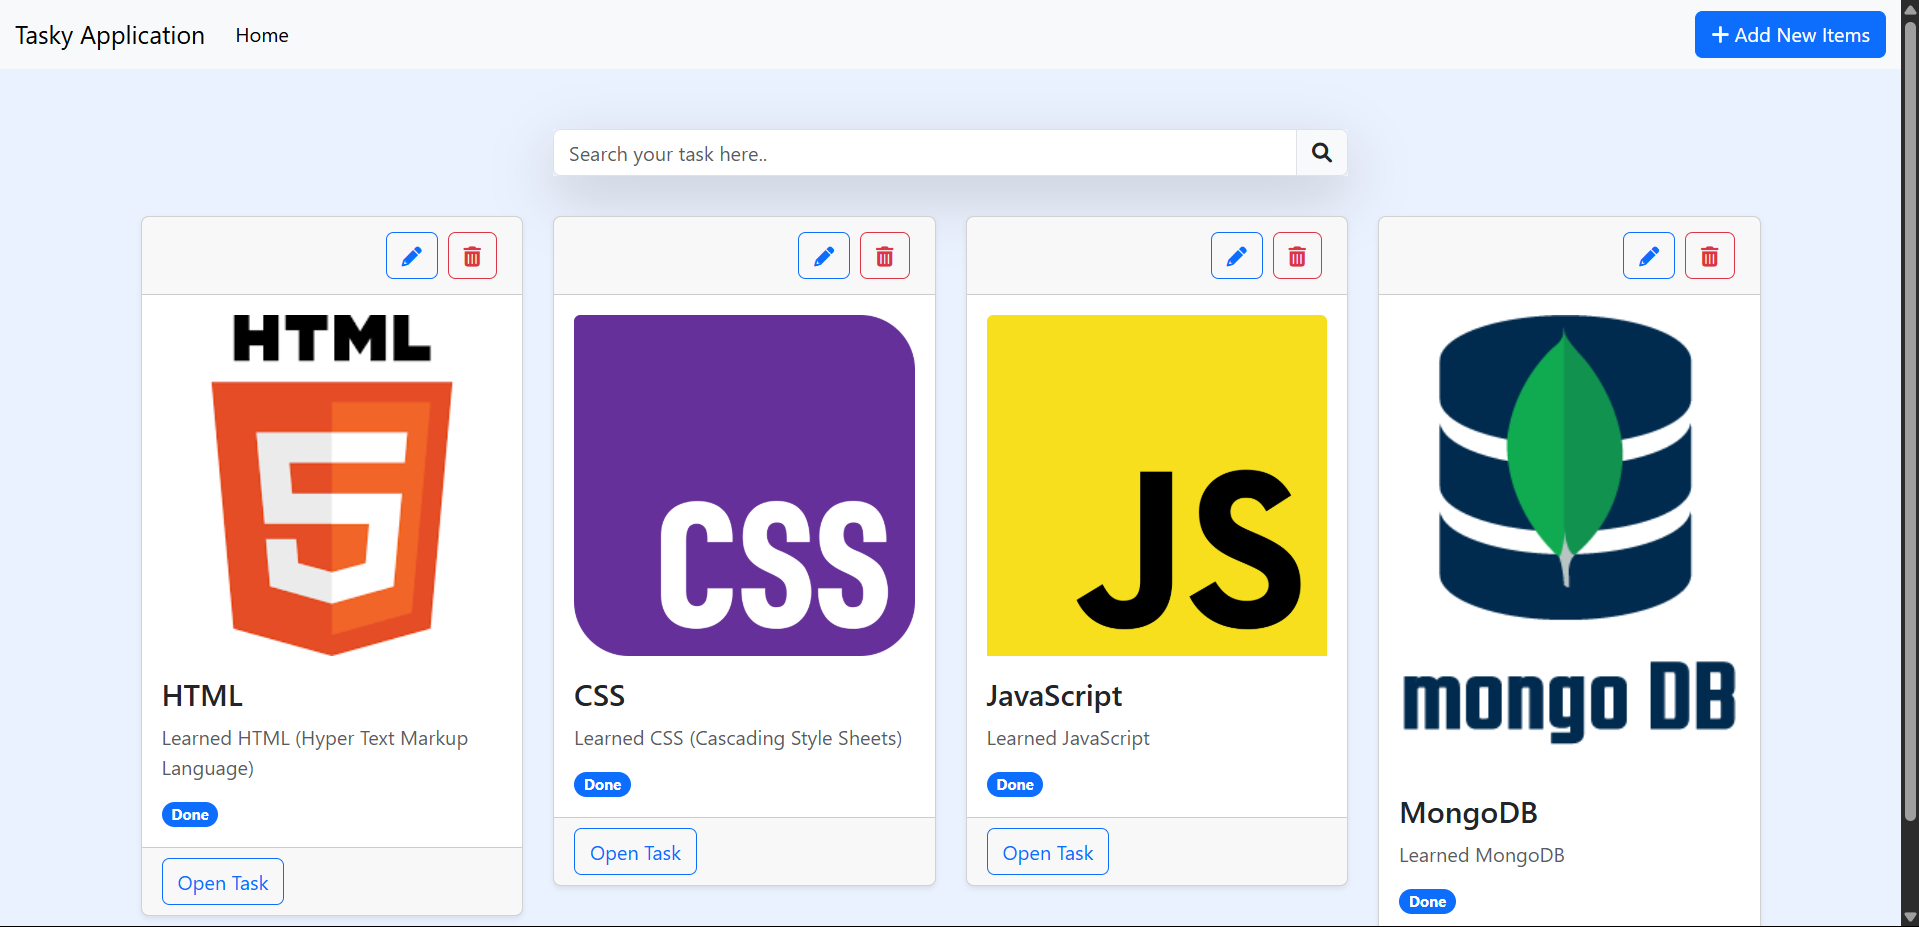 Tasky Application
Home
Add New Items
Search your task here..
HTML
5
HTML
Learned HTML (Hyper Text Markup
Language)
Done
Open Task
CSS
CSS
Learned CSS (Cascading Style Sheets)
Done
Open Task
JS
JavaScript
Learned JavaScript
Done
Open Task
mongo DB
MongoDB
Learned MongoDB
Done